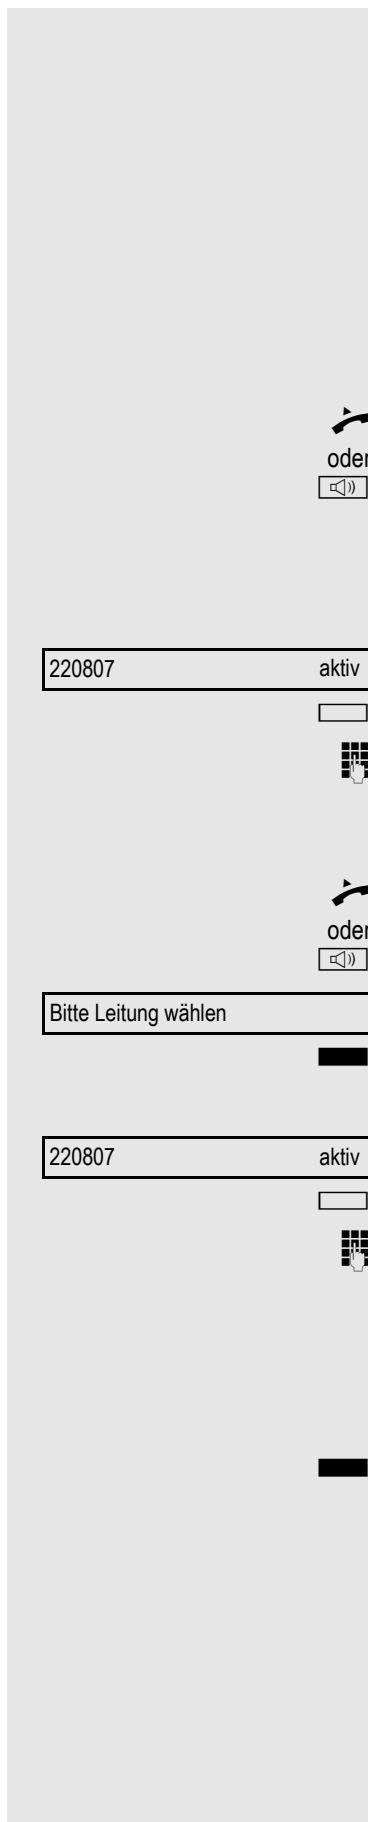 oder
220807 aktiv
oder
Bitte Leitung wählen
220807 aktiv